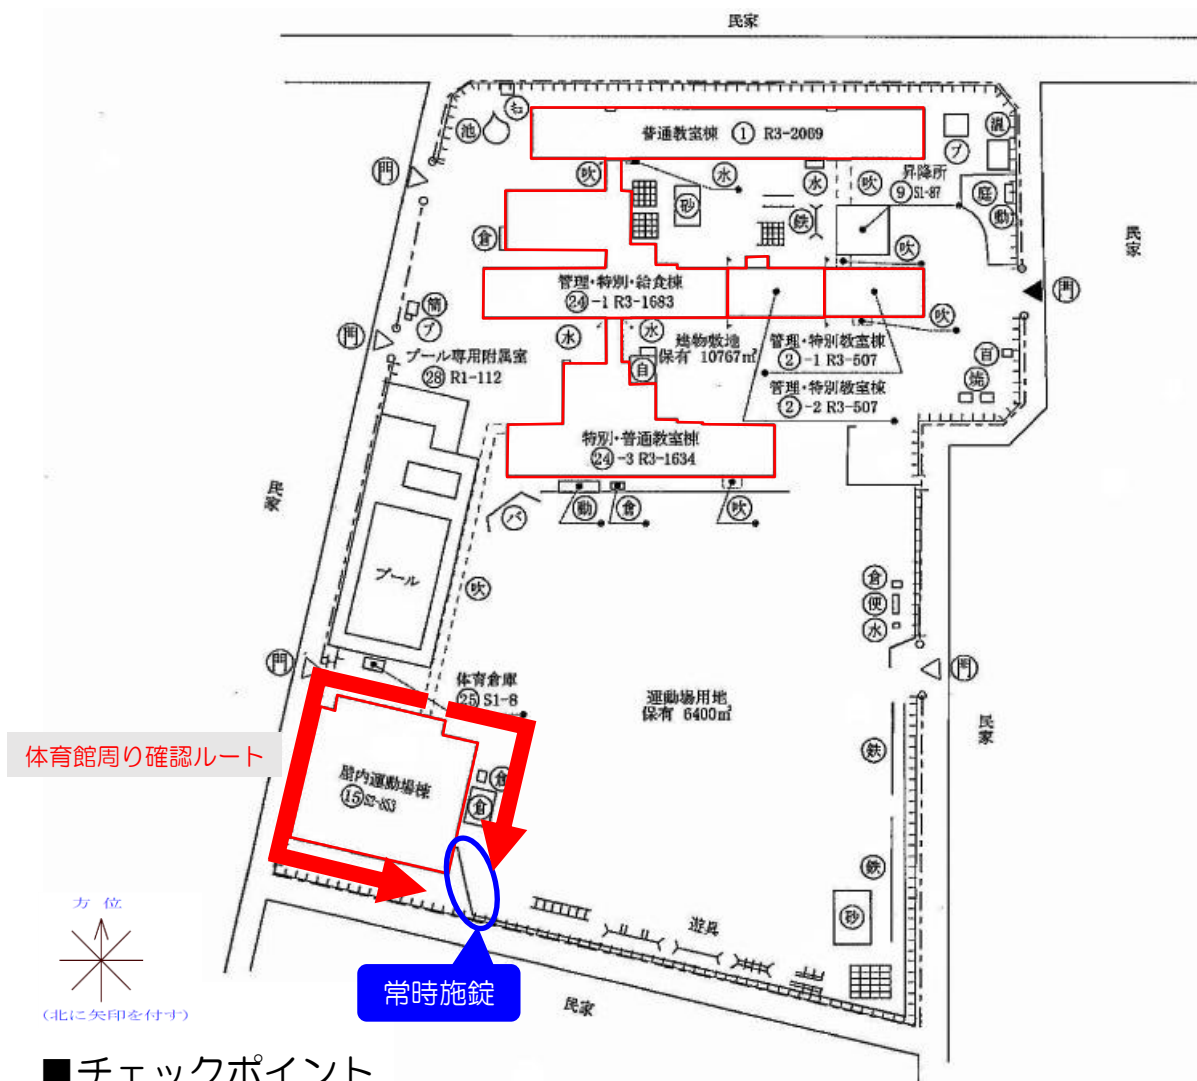 民家
普通教室棟 ① R3-2069
池
吹
水
砂
水
鉄
吹
昇降所
⑨ S1-87
プ
庭
動
倉
吹
門
民家
管理・特別・給食棟
㉔-1 R3-1683
門
簡
プ
吹
門
水
水
建物敷地
保有 10767㎡
自
管理・特別教室棟
②-1 R3-507
管理・特別教室棟
②-2 R3-507
百
焼
プール専用附属室
㉘ R1-112
特別・普通教室棟
㉔-3 R3-1634
民家
バ
動
倉
吹
プール
吹
倉
便
水
門
門
体育倉庫
㉕ S1-8
運動場用地
保有 6400㎡
民家
体育館周り確認ルート
屋内運動場棟
⑮ S2-853
倉
倉
鉄
鉄
砂
遊具
方 位
(北に矢印を付す)
常時施錠
民家
■チェックポイント